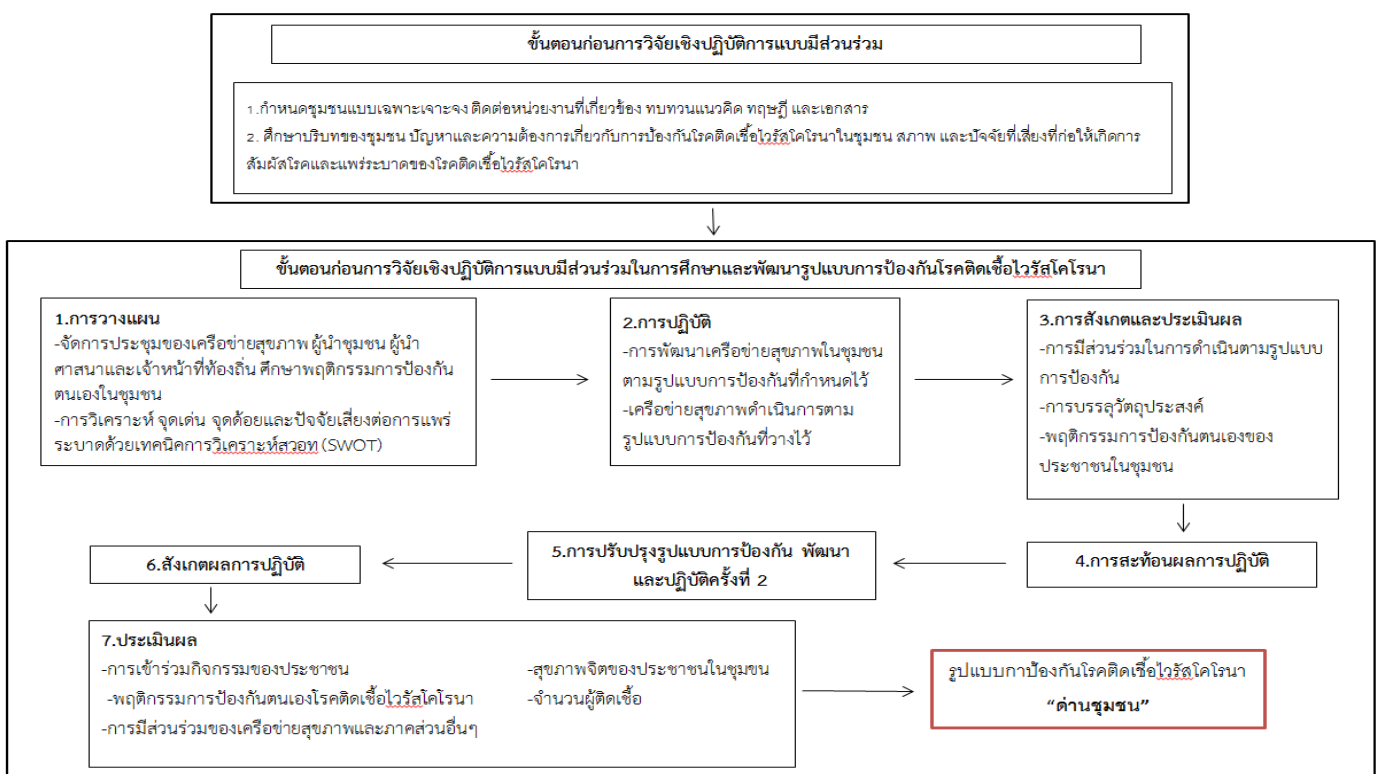 ขั้นตอนก่อนการวิจัยเชิงปฏิบัติการแบบมีส่วนร่วม
1.กำหนดชุมชนแบบเฉพาะเจาะจง ติดต่อหน่วยงานที่เกี่ยวข้อง ทบทวนแนวคิด ทฤษฎี และเอกสาร
2. ศึกษาบริบทของชุมชน ปัญหาและความต้องการเกี่ยวกับการป้องกันโรคติดเชื้อไวรัสโคโรนาในชุมชน สภาพ และปัจจัยที่เสี่ยงที่ก่อให้เกิดการ
สัมผัสโรคและแพร่ระบาดของโรคติดเชื้อไวรัสโคโรนา
ขั้นตอนก่อนการวิจัยเชิงปฏิบัติการแบบมีส่วนร่วมในการศึกษาและพัฒนารูปแบบการป้องกันโรคติดเชื้อไวรัสโคโรนา
1.การวางแผน
-จัดการประชุมของเครือข่ายสุขภาพ ผู้นำชุมชน ผู้นำ
ศาสนาและเจ้าหน้าที่ท้องถิ่น ศึกษาพฤติกรรมการป้องกัน
ตนเองในชุมชน
-การวิเคราะห์ จุดเด่น จุดด้อยและปัจจัยเสี่ยงต่อการแพร่
ระบาดด้วยเทคนิคการวิเคราะห์สวอท (SWOT)
2.การปฏิบัติ
-การพัฒนาเครือข่ายสุขภาพในชุมชน
ตามรูปแบบการป้องกันที่กำหนดไว้
-เครือข่ายสุขภาพดำเนินการตาม
รูปแบบการป้องกันที่วางไว้
3.การสังเกตและประเมินผล
-การมีส่วนร่วมในการดำเนินตามรูปแบบ
การป้องกัน
-การบรรลุวัตถุประสงค์
-พฤติกรรมการป้องกันตนเองของ
ประชาชนในชุมชน
4.การสะท้อนผลการปฏิบัติ
5.การปรับปรุงรูปแบบการป้องกัน พัฒนา
และปฏิบัติครั้งที่ 2
6.สังเกตผลการปฏิบัติ
7.ประเมินผล
-การเข้าร่วมกิจกรรมของประชาชน
-พฤติกรรมการป้องกันตนเองโรคติดเชื้อไวรัสโคโรนา
-การมีส่วนร่วมของเครือข่ายสุขภาพและภาคส่วนอื่นๆ
-สุขภาพจิตของประชาชนในชุมขน
-จำนวนผู้ติดเชื้อ
รูปแบบกาป้องกันโรคติดเชื้อไวรัสโคโรนา
“ด่านชุมชน”